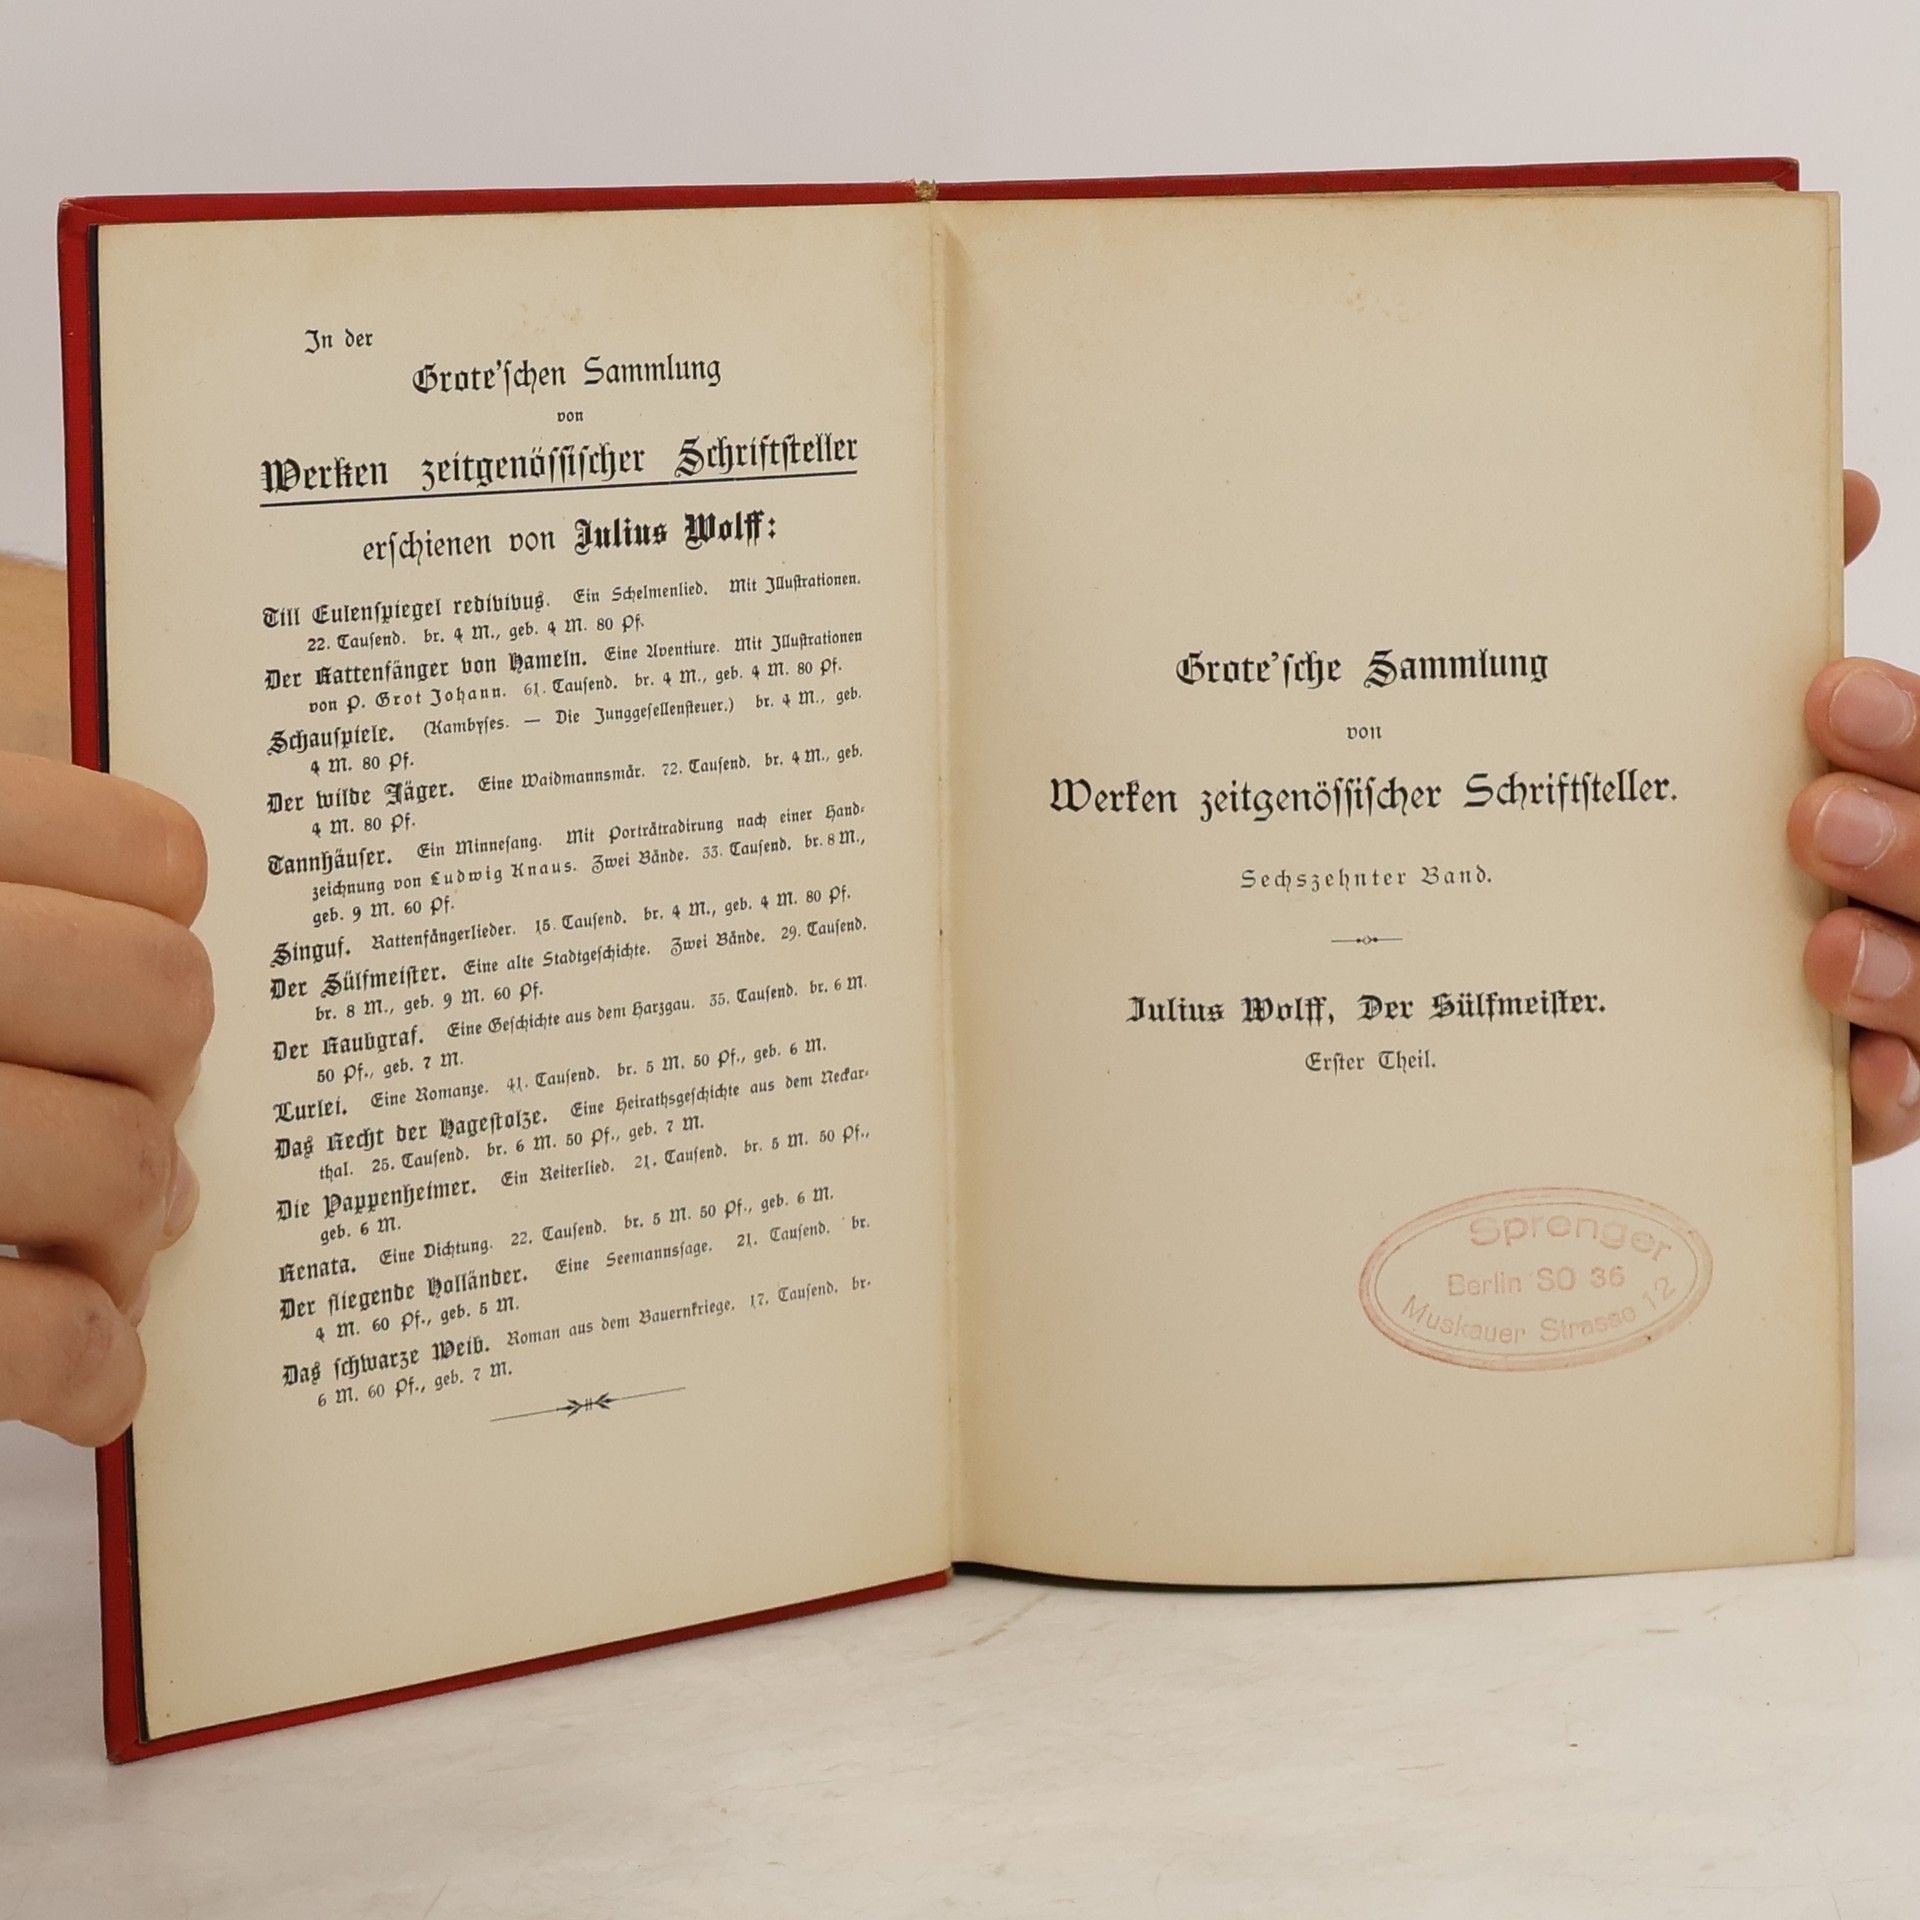 In der
Grote’ſchen Sammlung
von
Werken zeitgenöſſiſcher Schriftſteller
erſchienen von Julius Wolff:
Till Eulenſpiegel redivivus. Ein Schelmenlied. Mit Illuſtrationen.
22. Tauſend. br. 4 M., geb. 4 M. 80 Pf.
Der Rattenfänger von Hameln. Eine Aventiure. Mit Illuſtrationen
von P. Grot Johann. 61. Tauſend. br. 4 M., geb. 4 M. 80 Pf.
Schauſpiele. (Kambyſes. — Die Junggeſellenſteuer.) br. 4 M., geb.
4 M. 80 Pf.
Der wilde Jäger. Eine Waidmannsmär. 72. Tauſend. br. 4 M., geb.
4 M. 80 Pf.
Tannhäuſer. Ein Minneſang. Mit Porträtradirung nach einer Hand-
zeichnung von Ludwig Knaus. Zwei Bände. 33. Tauſend. br. 8 M.,
geb. 9 M. 60 Pf.
Singuf. Rattenfängerlieder. 15. Tauſend. br. 4 M., geb. 4 M. 80 Pf.
Der Sülfmeiſter. Eine alte Stadtgeſchichte. Zwei Bände. 29. Tauſend.
br. 8 M., geb. 9 M. 60 Pf.
Der Raubgraf. Eine Geſchichte aus dem Harzgau. 35. Tauſend. br. 6 M.
50 Pf., geb. 7 M.
Lurlei. Eine Romanze. 41. Tauſend. br. 5 M. 50 Pf., geb. 6 M.
Das Recht der Hageſtolze. Eine Heirathsgeſchichte aus dem Neckar-
thal. 25. Tauſend. br. 6 M. 50 Pf., geb. 7 M.
Die Pappenheimer. Ein Reiterlied. 21. Tauſend. br. 5 M. 50 Pf.,
geb. 6 M.
Renata. Eine Dichtung. 22. Tauſend. br. 5 M. 50 Pf., geb. 6 M.
Der fliegende Holländer. Eine Seemannsſage. 21. Tauſend. br.
4 M. 60 Pf., geb. 5 M.
Das ſchwarze Weib. Roman aus dem Bauernkriege. 17. Tauſend. br.
6 M. 60 Pf., geb. 7 M.
Grote’ſche Sammlung
von
Werken zeitgenöſſiſcher Schriftſteller.
Sechszehnter Band.
Julius Wolff, Der Sülfmeiſter.
Erſter Theil.
Sprenger
Berlin SO 36
Muskauer Strasse 12